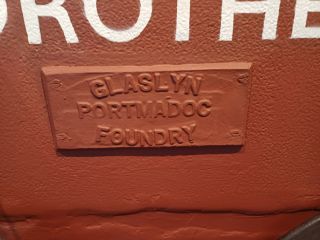 ROTHE
GLASLYN
PORTMADOC
FOUNDRY